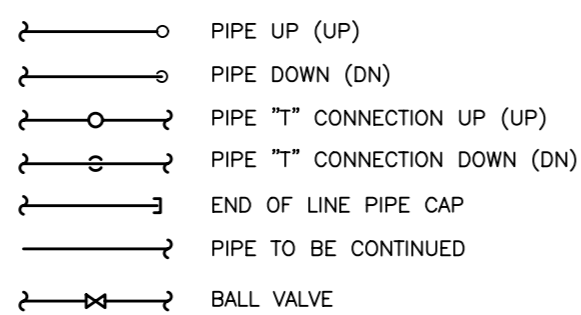 PIPE UP (UP)
PIPE DOWN (DN)
PIPE "T" CONNECTION UP (UP)
PIPE "T" CONNECTION DOWN (DN)
END OF LINE PIPE CAP
PIPE TO BE CONTINUED
BALL VALVE